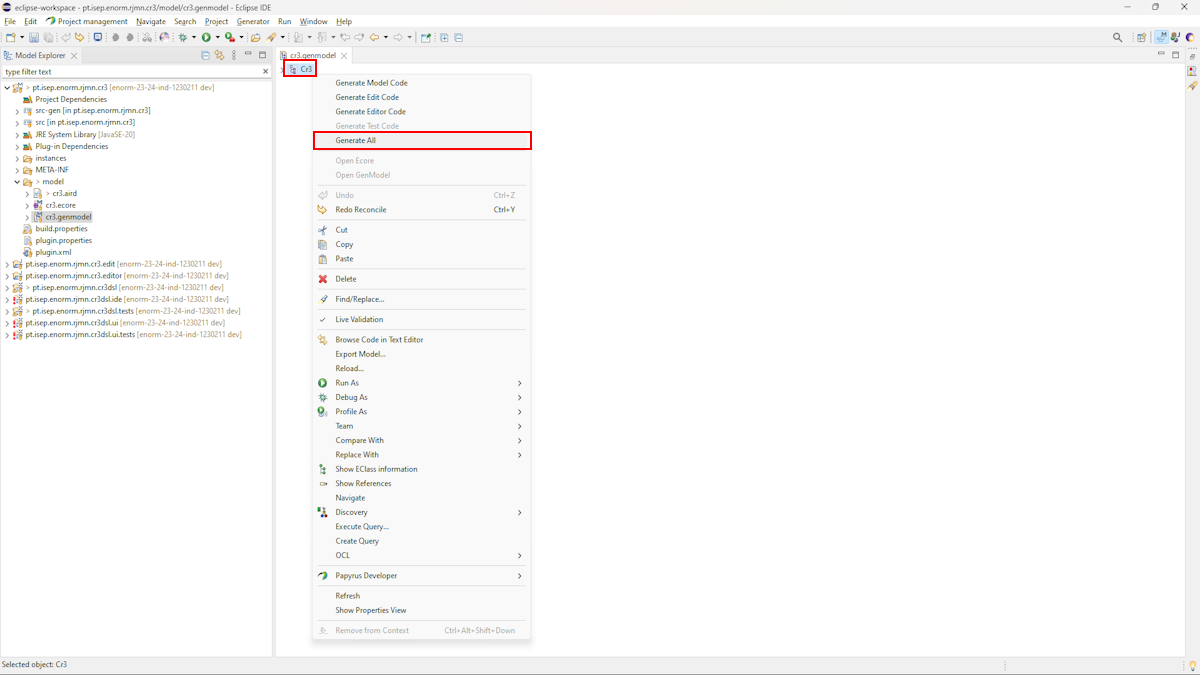 eclipse-workspace - pt.isep.enorm.rjmn.cr3/model/cr3.genmodel - Eclipse IDE
File Edit Project management Navigate Search Project Generator Run Window Help
Model Explorer
type filter text
> pt.isep.enorm.rjmn.cr3 [enorm-23-24-ind-1230211 dev]
Project Dependencies
src-gen [in pt.isep.enorm.rjmn.cr3]
src [in pt.isep.enorm.rjmn.cr3]
JRE System Library [JavaSE-20]
Plug-in Dependencies
instances
META-INF
> model
> cr3.aird
cr3.ecore
cr3.genmodel
build.properties
plugin.properties
plugin.xml
pt.isep.enorm.rjmn.cr3.edit [enorm-23-24-ind-1230211 dev]
pt.isep.enorm.rjmn.cr3.editor [enorm-23-24-ind-1230211 dev]
> pt.isep.enorm.rjmn.cr3dsl [enorm-23-24-ind-1230211 dev]
pt.isep.enorm.rjmn.cr3dsl.ide [enorm-23-24-ind-1230211 dev]
> pt.isep.enorm.rjmn.cr3dsl.tests [enorm-23-24-ind-1230211 dev]
pt.isep.enorm.rjmn.cr3dsl.ui [enorm-23-24-ind-1230211 dev]
pt.isep.enorm.rjmn.cr3dsl.ui.tests [enorm-23-24-ind-1230211 dev]
cr3.genmodel
Cr3
Generate Model Code
Generate Edit Code
Generate Editor Code
Generate Test Code
Generate All
Open Ecore
Open GenModel
Undo Ctrl+Z
Redo Reconcile Ctrl+Y
Cut
Copy
Paste
Delete
Find/Replace...
Live Validation
Browse Code in Text Editor
Export Model...
Reload...
Run As
Debug As
Profile As
Team
Compare With
Replace With
Show EClass information
Show References
Navigate
Discovery
Execute Query...
Create Query
OCL
Papyrus Developer
Refresh
Show Properties View
Remove from Context Ctrl+Alt+Shift+Down
Selected object: Cr3